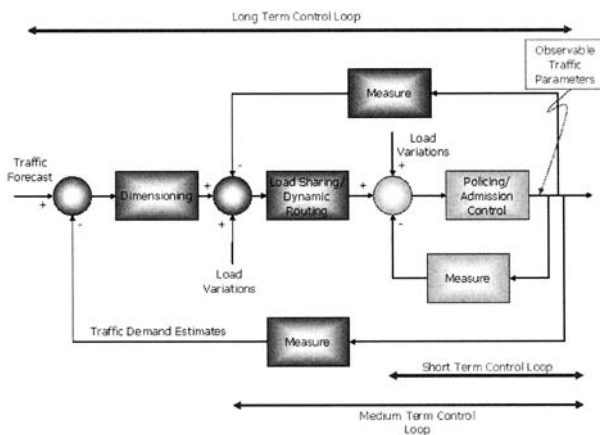 Long Term Control Loop
Observable
Traffic
Parameters
Measure
Load
Variations
Traffic
Forecast
+
-
Dimensioning
+
-
+
Load Sharing/
Dynamic
Routing
+
+
-
Policing/
Admission
Control
Load
Variations
Measure
Traffic Demand Estimates
Measure
Short Term Control Loop
Medium Term Control
Loop